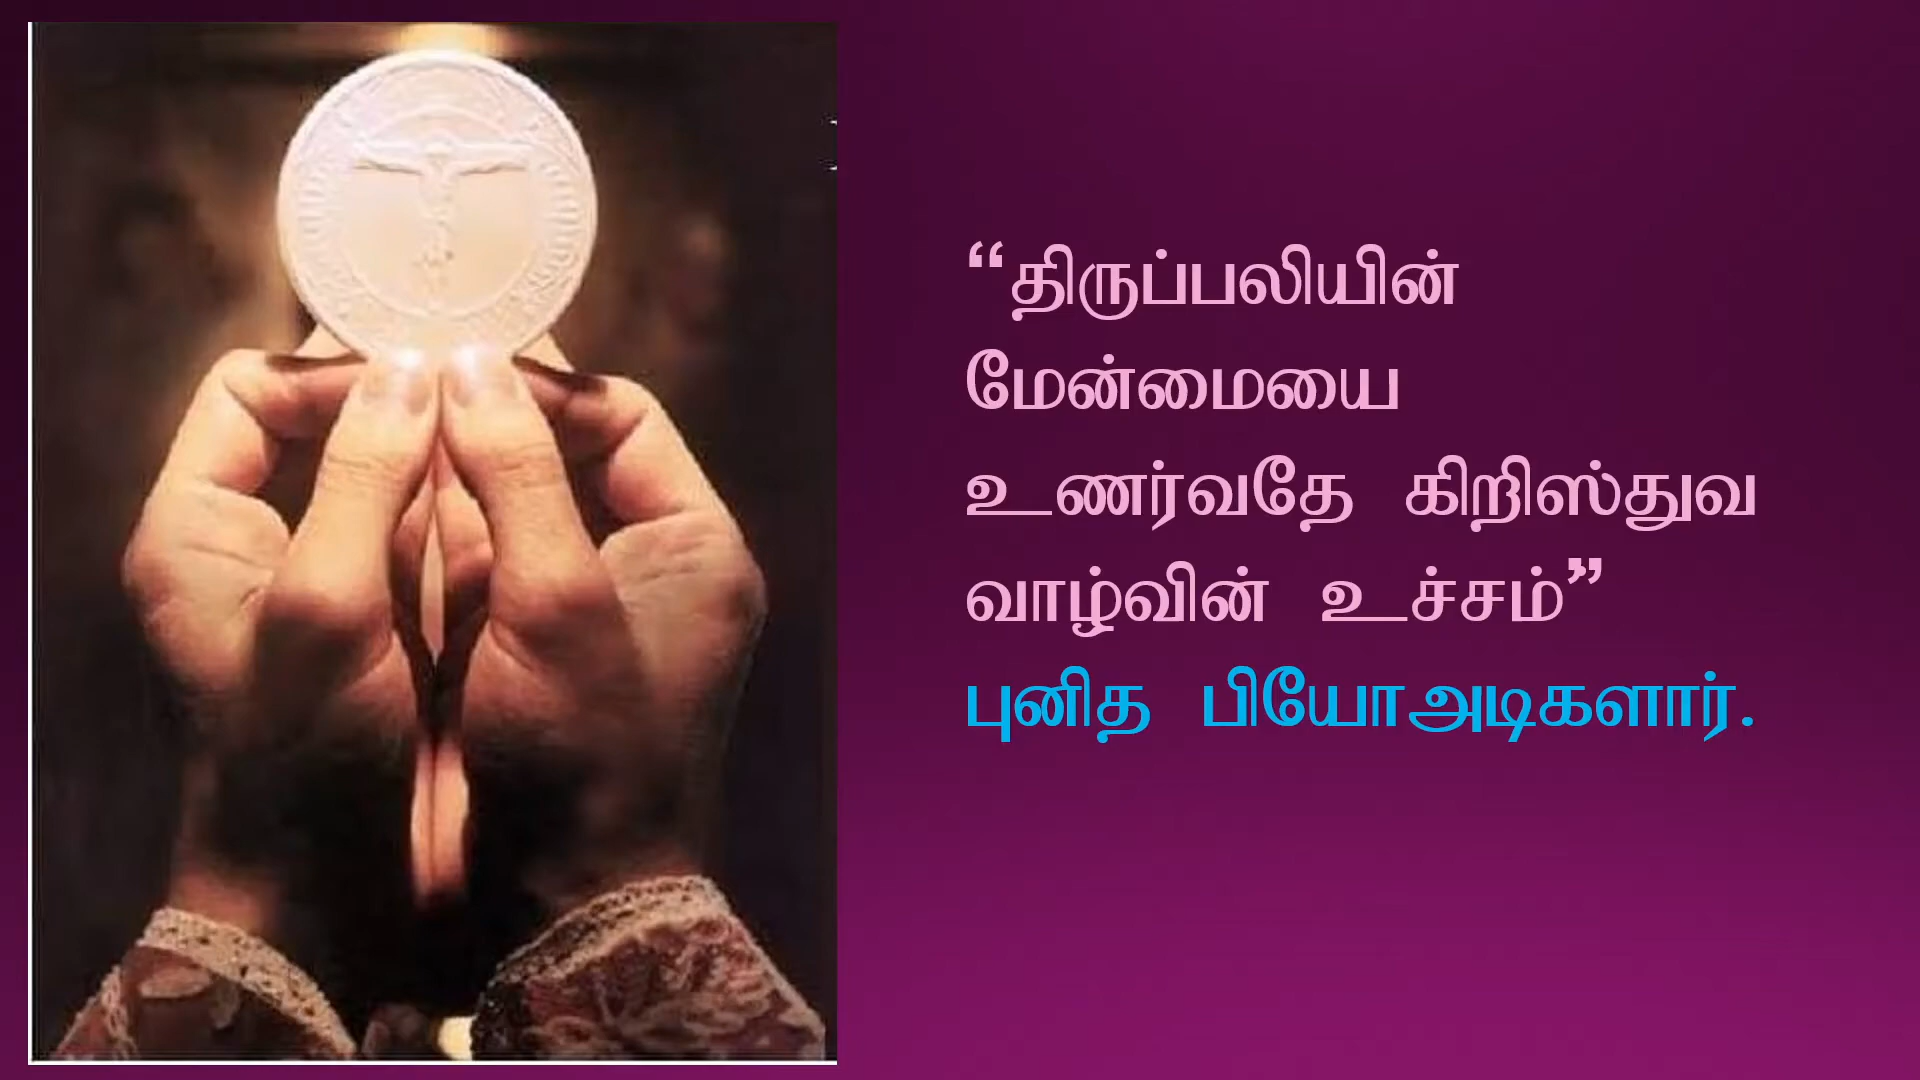 “திருப்பலியின்
மேன்மையை
உணர்வதே கிறிஸ்துவ
வாழ்வின் உச்சம்”
புனித பியோஅடிகளார்.